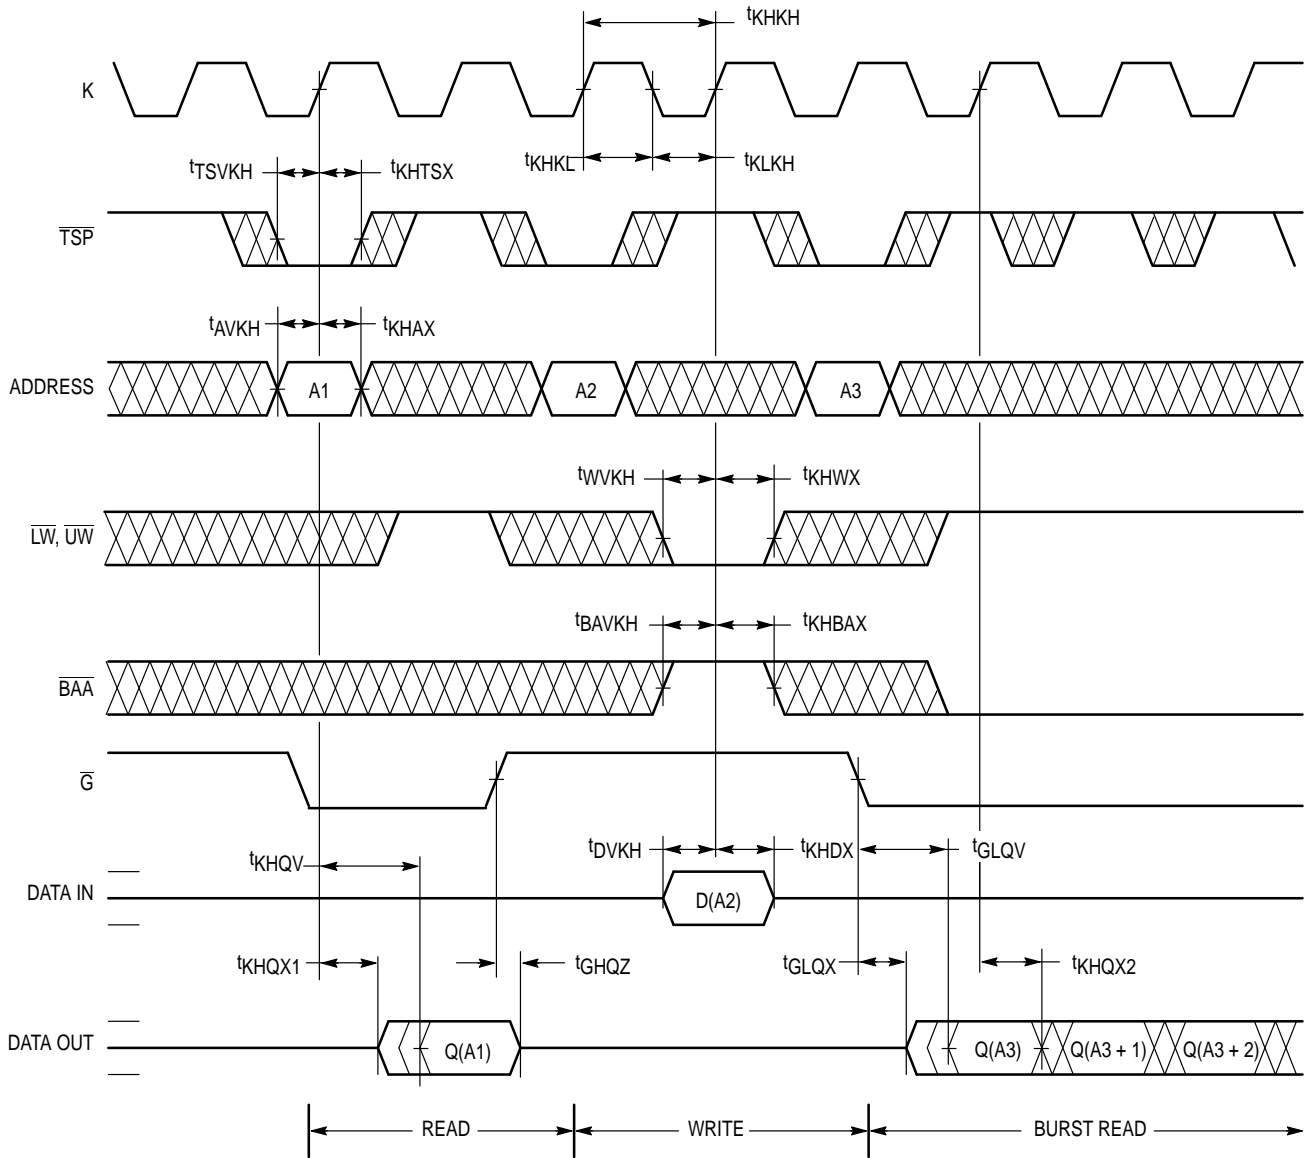 tKHKH
K
tTSVKH tKHTSX tKHKL tKLKH
TSP
tAVKH tKHAX
ADDRESS A1 A2 A3
tWVKH tKHWX
LW, UW
tBAVKH tKHBAX
BAA
G
tKHQV tDVKH tKHDX tGLQV
DATA IN D(A2)
tKHQX1 tGHQZ tGLQX tKHQX2
DATA OUT Q(A1) Q(A3) Q(A3 + 1) Q(A3 + 2)
READ WRITE BURST READ